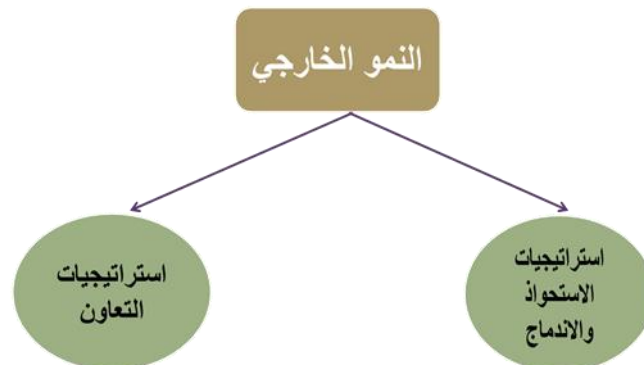 النمو الخارجي
استراتيجيات
الاستحواذ
والاندماج
استراتيجيات
التعاون